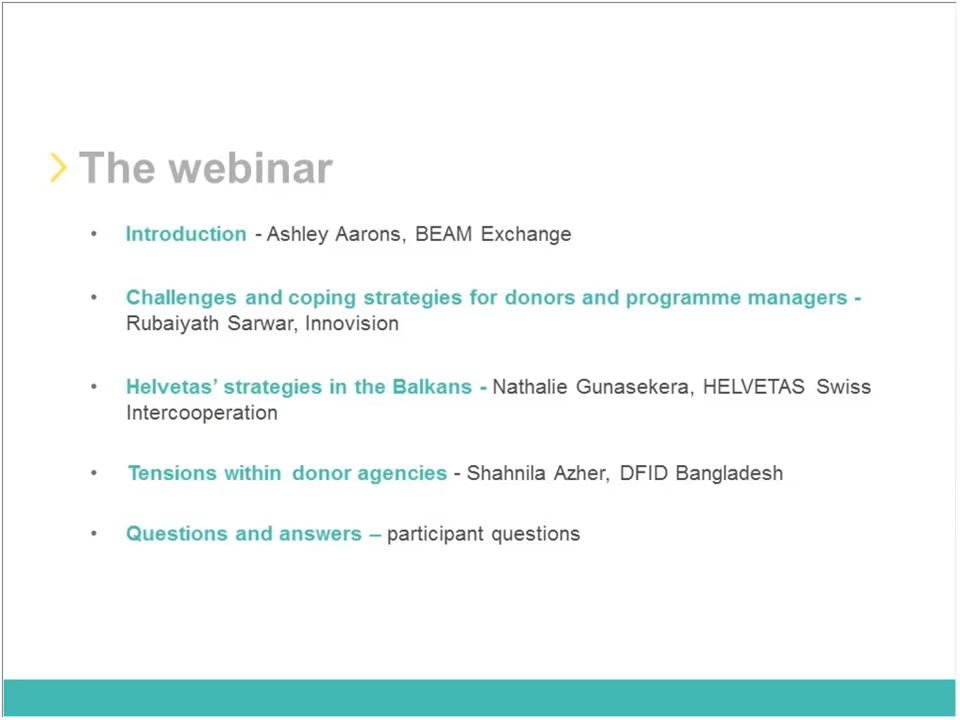 The webinar
• Introduction - Ashley Aarons, BEAM Exchange
• Challenges and coping strategies for donors and programme managers -
Rubaiyath Sarwar, Innovision
• Helvetas’ strategies in the Balkans - Nathalie Gunasekera, HELVETAS Swiss
Intercooperation
• Tensions within donor agencies - Shahnila Azher, DFID Bangladesh
• Questions and answers – participant questions